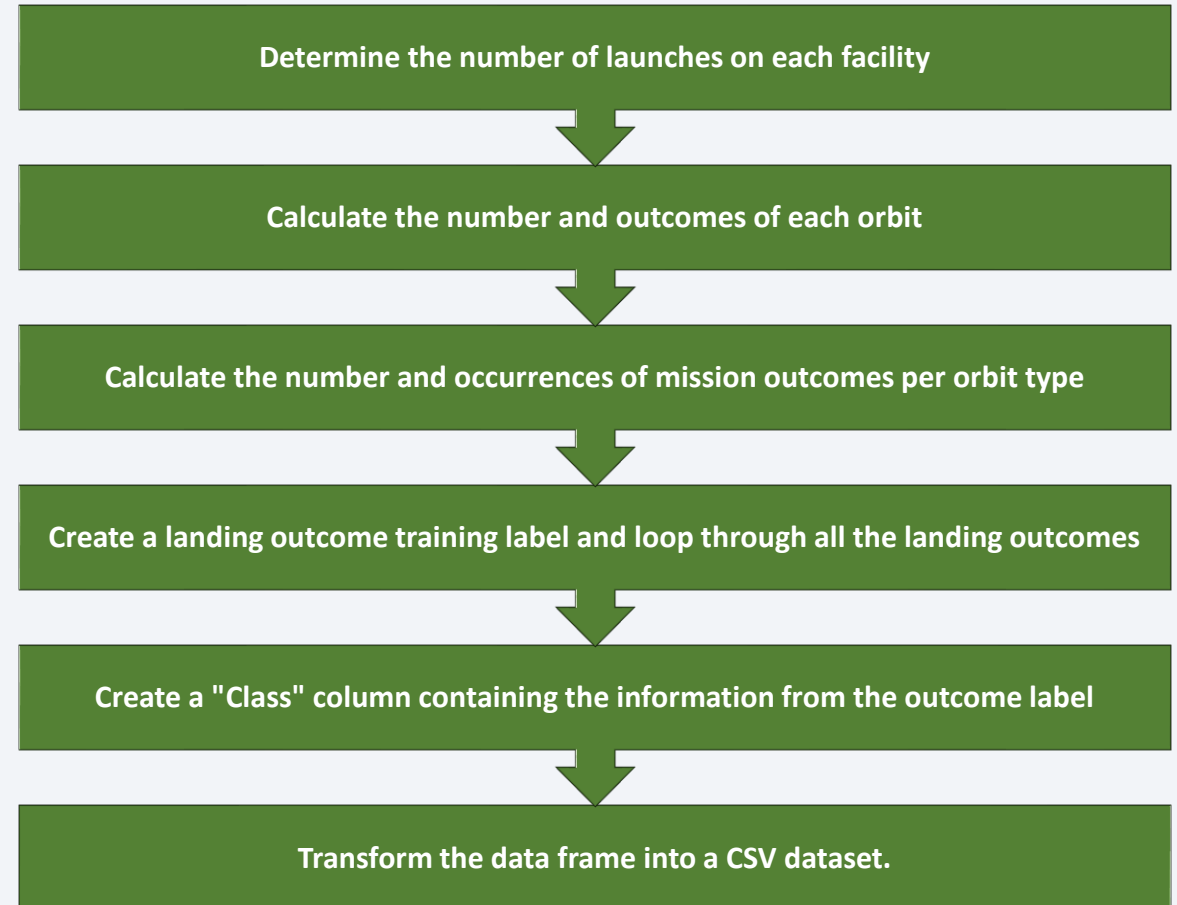 Determine the number of launches on each facility
Calculate the number and outcomes of each orbit
Calculate the number and occurrences of mission outcomes per orbit type
Create a landing outcome training label and loop through all the landing outcomes
Create a "Class" column containing the information from the outcome label
Transform the data frame into a CSV dataset.